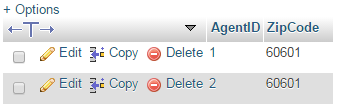 + Options
←T→ AgentID ZipCode
Edit Copy Delete 1 60601
Edit Copy Delete 2 60601